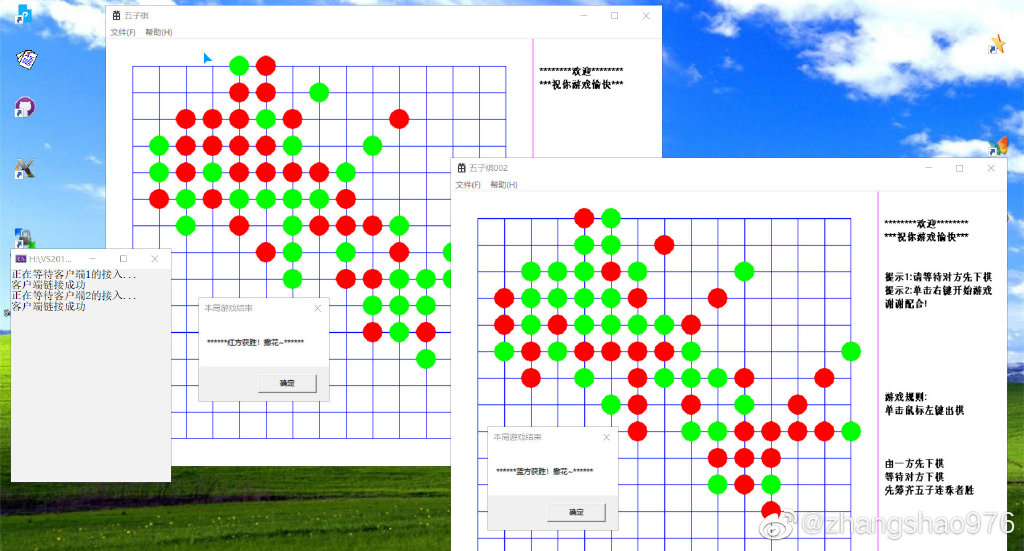 五子棋
文件(F) 帮助(H)
********欢迎********
***祝你游戏愉快***
五子棋002
文件(F) 帮助(H)
********欢迎********
***祝你游戏愉快***
提示1:请等待对方先下棋
提示2:单击右键开始游戏
谢谢配合!
H:\VS201...
正在等待客户端1的接入...
客户端链接成功
正在等待客户端2的接入...
客户端链接成功
本局游戏结束
******红方获胜! 撒花~******
确定
游戏规则:
单击鼠标左键出棋
本局游戏结束
******蓝方获胜! 撒花~******
确定
由一方先下棋
等待对方下棋
先筹齐五子连珠者胜
@zhangshao976